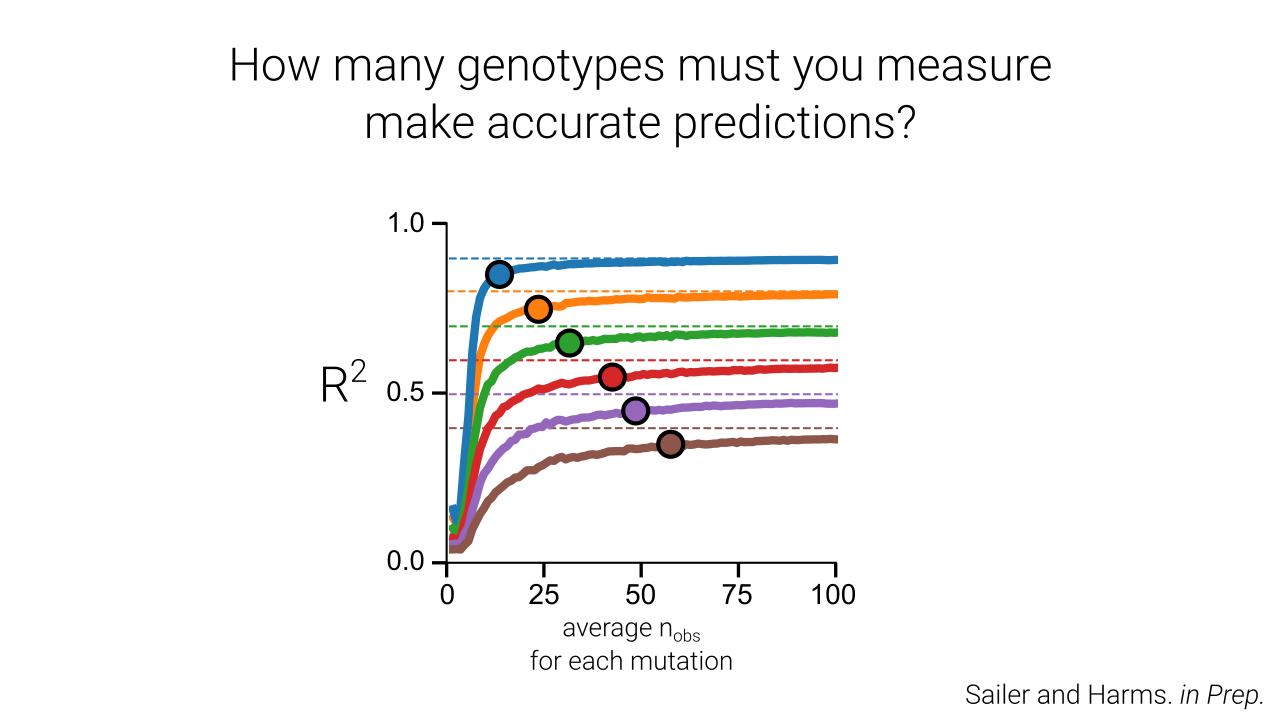 How many genotypes must you measure
make accurate predictions?
1.0
R²
0.5
0.0
0 25 50 75 100
average nobs
for each mutation
Sailer and Harms. in Prep.